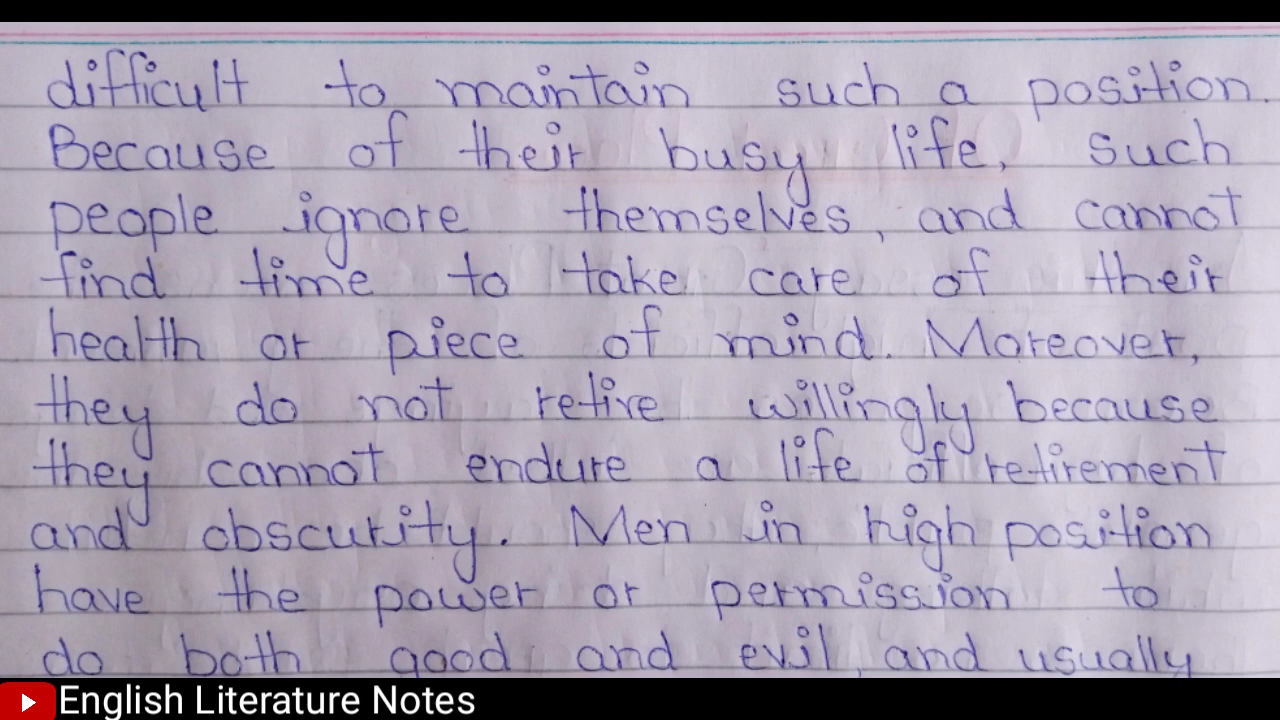 difficult to maintain such a position.
Because of their busy life, such
people ignore themselves, and cannot
find time to take care of their
health or piece of mind. Moreover,
they do not retire willingly because
they cannot endure a life of retirement
and obscurity. Men in high position
have the power or permission to
do both good and evil, and usually
English Literature Notes